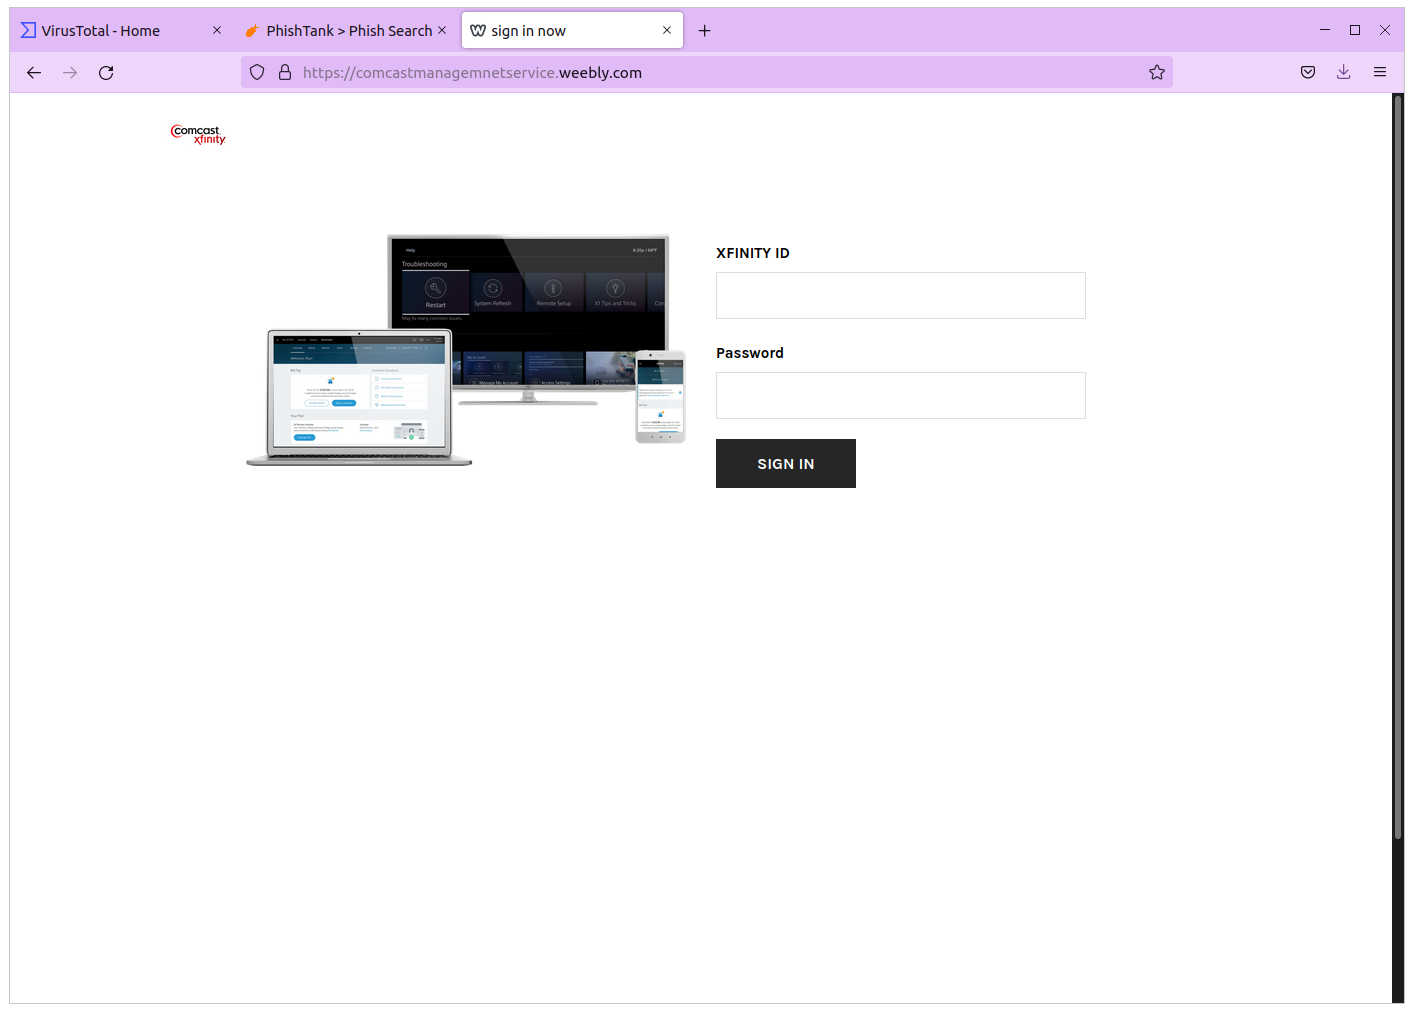 VirusTotal - Home
PhishTank > Phish Search
sign in now
https://comcastmanagemnetservice.weebly.com
comcast
xfinity
Help
Troubleshooting
Restart
System Refresh
Remote Setup
X1 Tips and Tricks
May fix many common issues.
My Account
Manage My Account
Access Settings
XFINITY ID
Password
SIGN IN